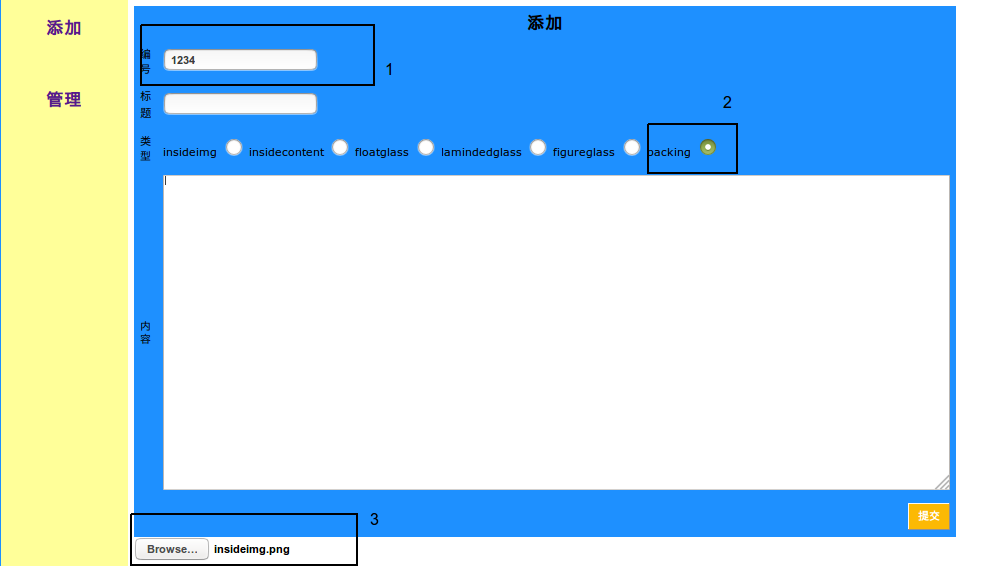 添加
管理
添加
编号
1234
1
标题
2
类型
insideimg insidecontent floatglass lamindedglass figureglass packing
内容
提交
3
Browse... insideimg.png